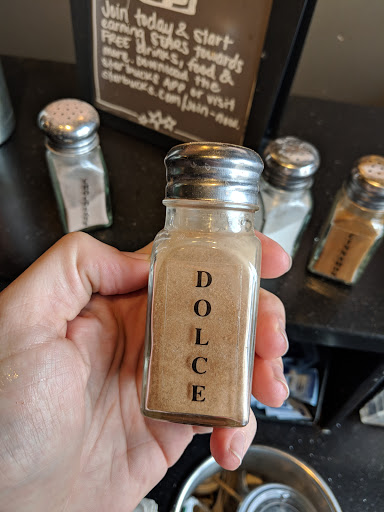 Join today & start
earning Stars towards
FREE drinks, food &
more. Download the
Starbucks App or visit
starbucks.com/join-now
DOLCE